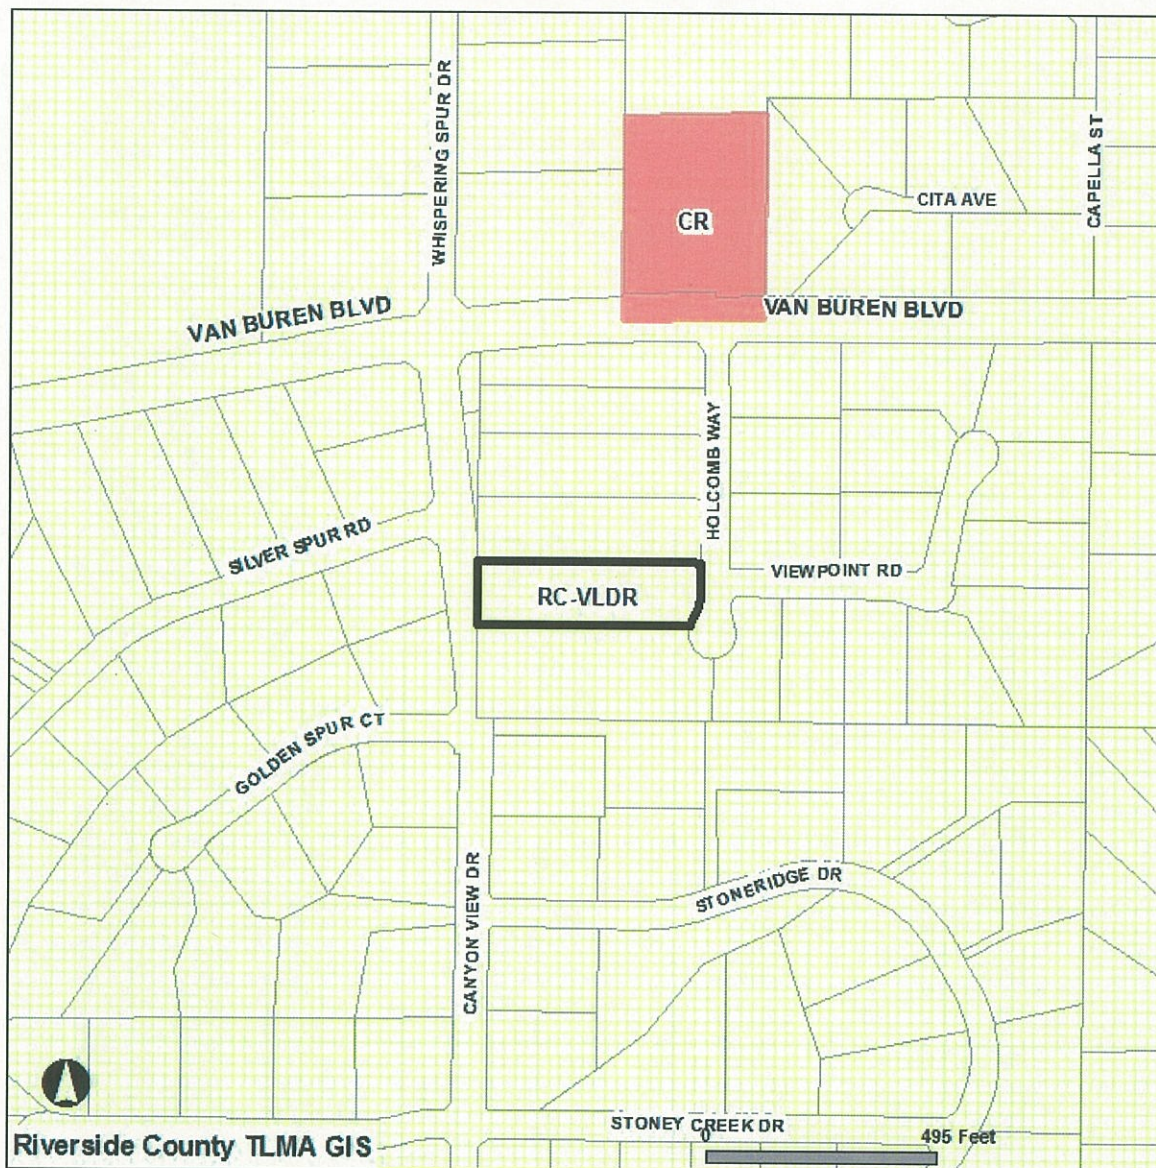 WHISPERING SPUR DR
CAPELLA ST
CITA AVE
CR
VAN BUREN BLVD
VAN BUREN BLVD
HOLCOMB WAY
SILVER SPUR RD
VIEWPOINT RD
RC-VLDR
GOLDEN SPUR CT
STONERIDGE DR
CANYON VIEW DR
STONEY CREEK DR
0
495 Feet
Riverside County TLMA GIS